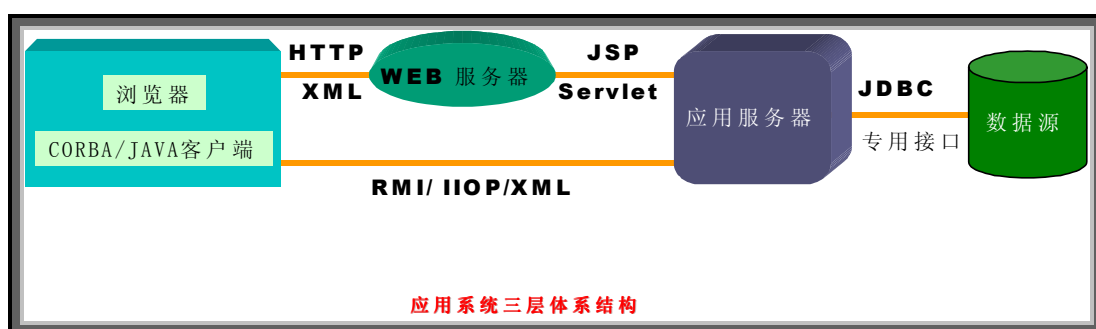 浏览器
CORBA/JAVA客户端
HTTP
XML
WEB 服务器
JSP
Servlet
RMI/ IIOP/XML
应用服务器
JDBC
专用接口
数据源
应用系统三层体系结构